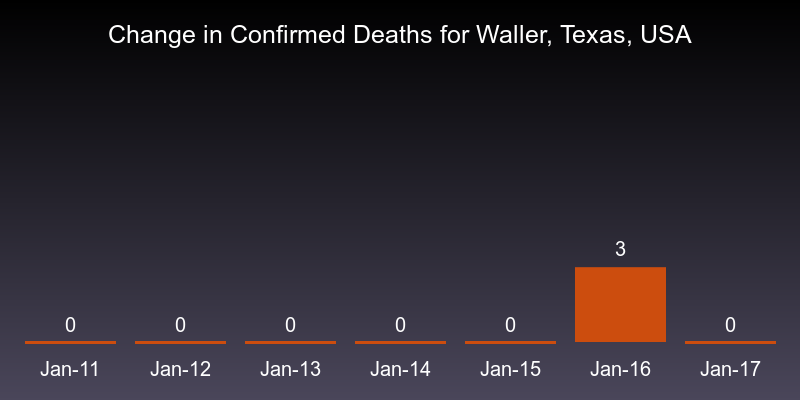 Change in Confirmed Deaths for Waller, Texas, USA
3
0 0 0 0 0 0
Jan-11 Jan-12 Jan-13 Jan-14 Jan-15 Jan-16 Jan-17